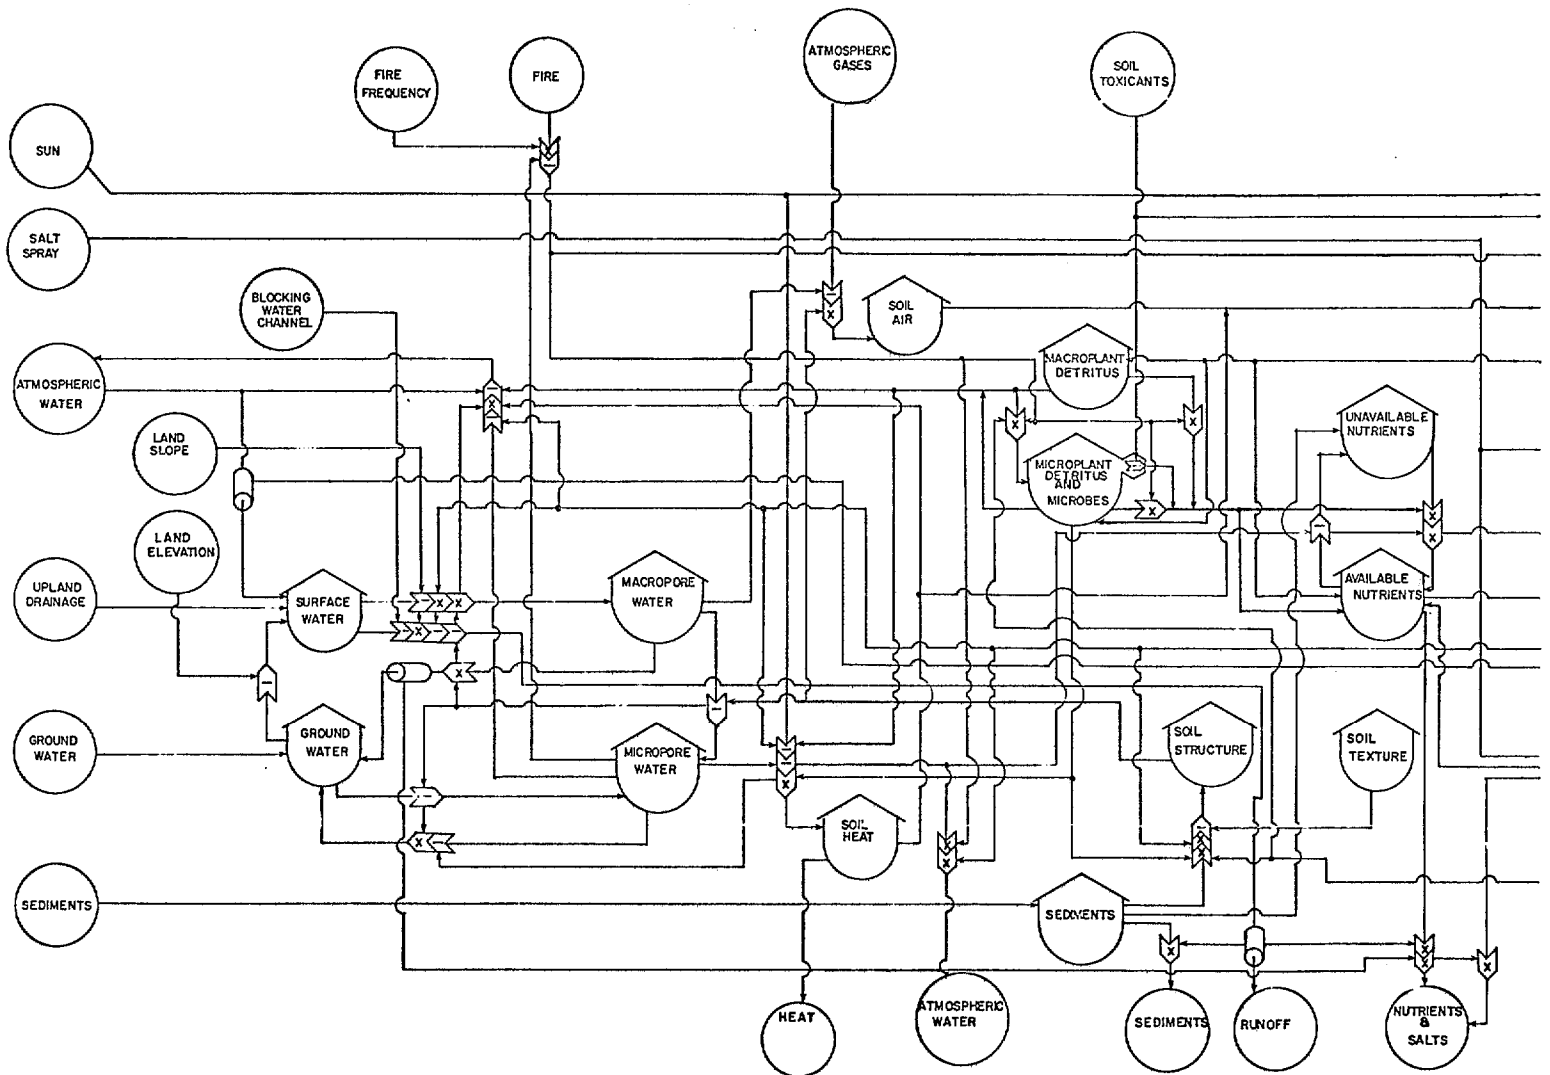 ATMOSPHERIC
GASES
SOIL
TOXICANTS
FIRE
FREQUENCY
FIRE
SUN
SALT
SPRAY
BLOCKING
WATER
CHANNEL
SOIL
AIR
ATMOSPHERIC
WATER
MACROPLANT
DETRITUS
UNAVAILABLE
NUTRIENTS
LAND
SLOPE
MICROPLANT
DETRITUS
AND
MICROBES
LAND
ELEVATION
UPLAND
DRAINAGE
SURFACE
WATER
MACROPORE
WATER
AVAILABLE
NUTRIENTS
GROUND
WATER
GROUND
WATER
MICROPORE
WATER
SOIL
STRUCTURE
SOIL
TEXTURE
SOIL
HEAT
SEDIMENTS
SEDIMENTS
HEAT
ATMOSPHERIC
WATER
SEDIMENTS
RUNOFF
NUTRIENTS
&
SALTS